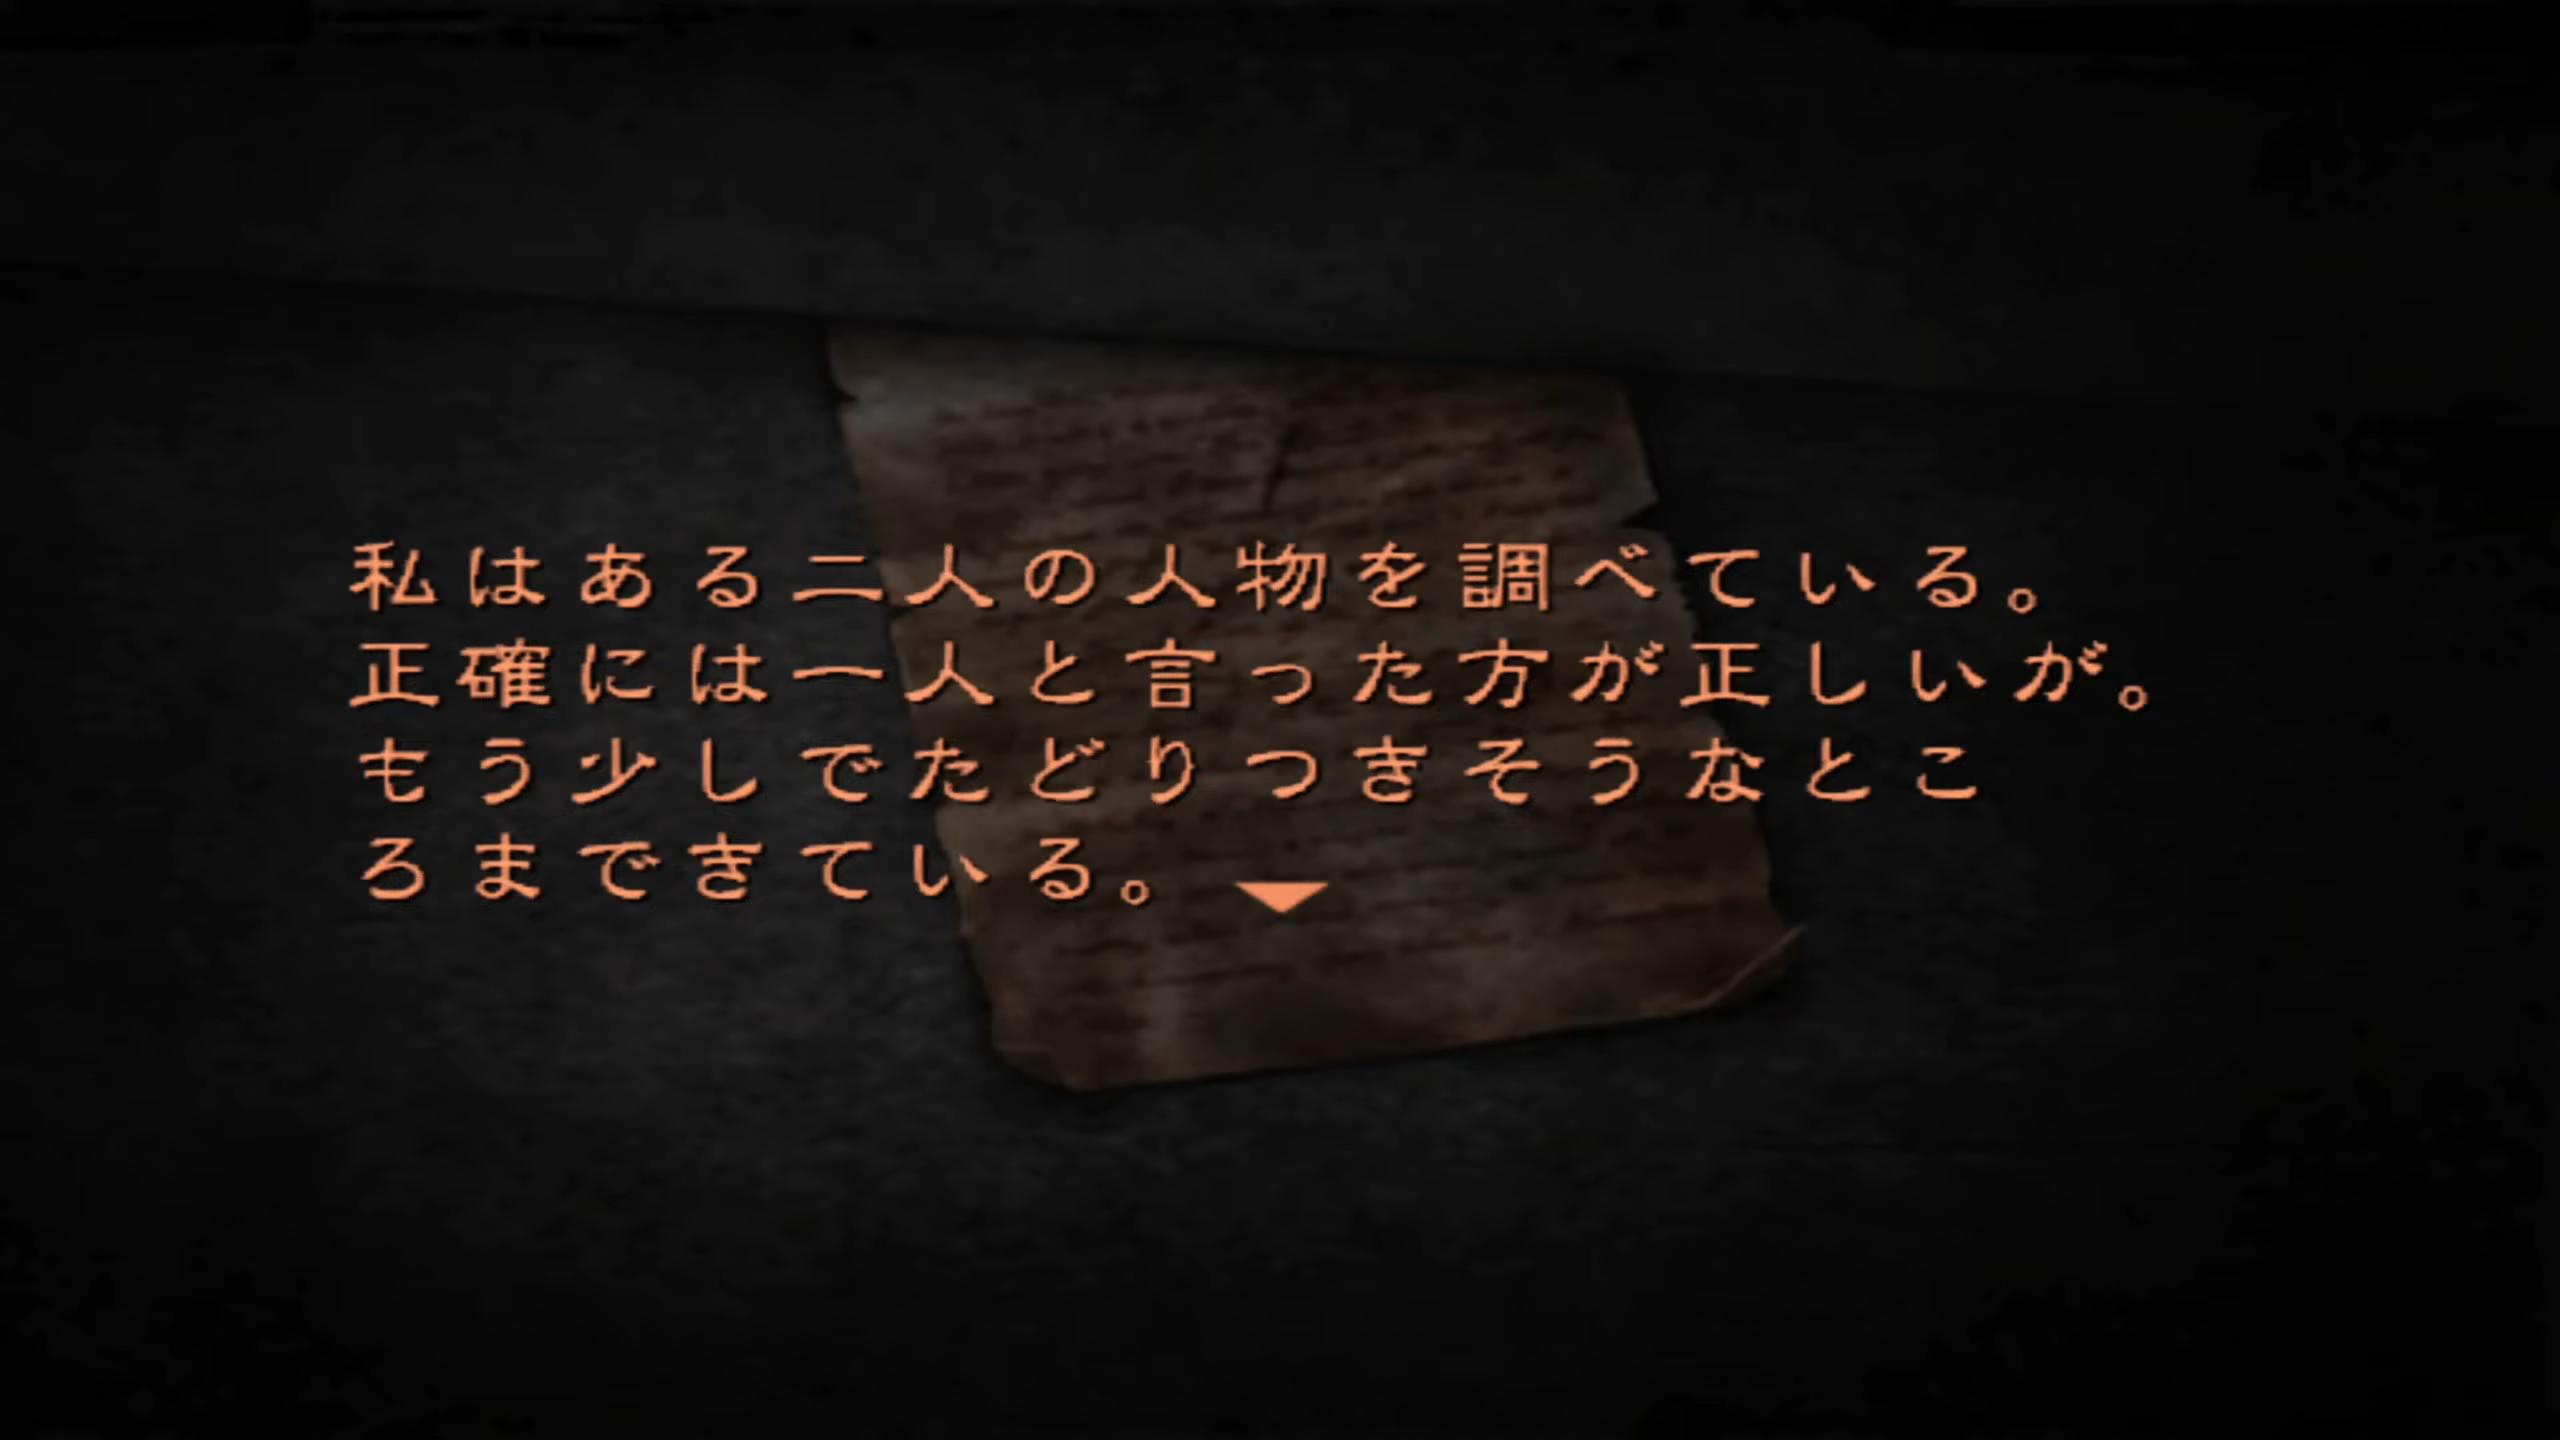 私はある二人の人物を調べている。
正確には一人と言った方が正しいが。
もう少しでたどりつきそうなとこ
ろまできている。